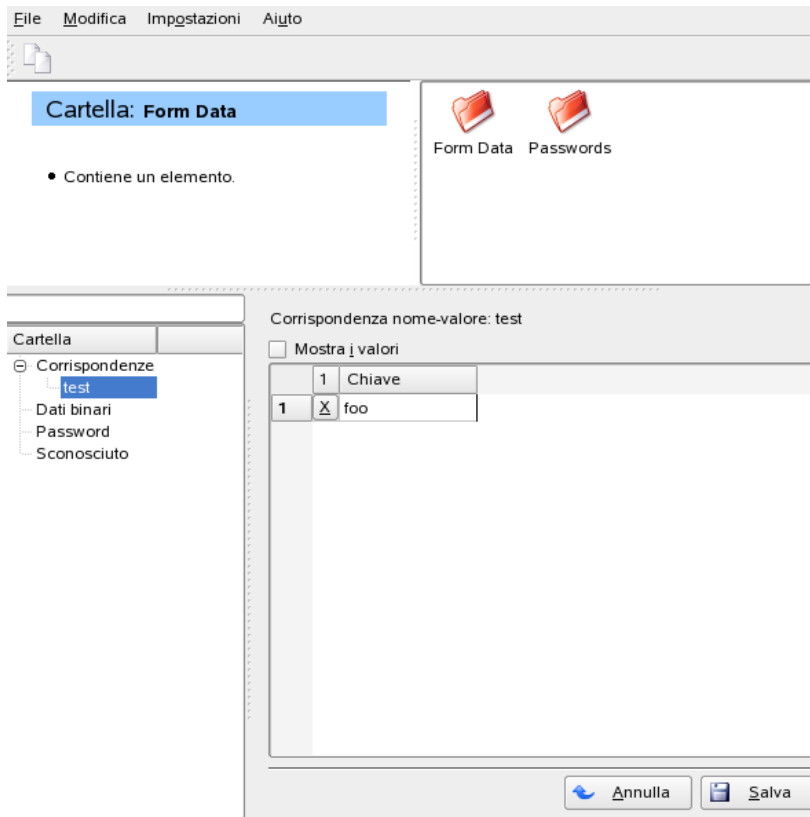 File Modifica Impostazioni Aiuto
Cartella: Form Data
Contiene un elemento.
Form Data Passwords
Corrispondenza nome-valore: test
Mostra i valori
Cartella
Corrispondenze
test
Dati binari
Password
Sconosciuto
1 Chiave
1 X foo
Annulla Salva